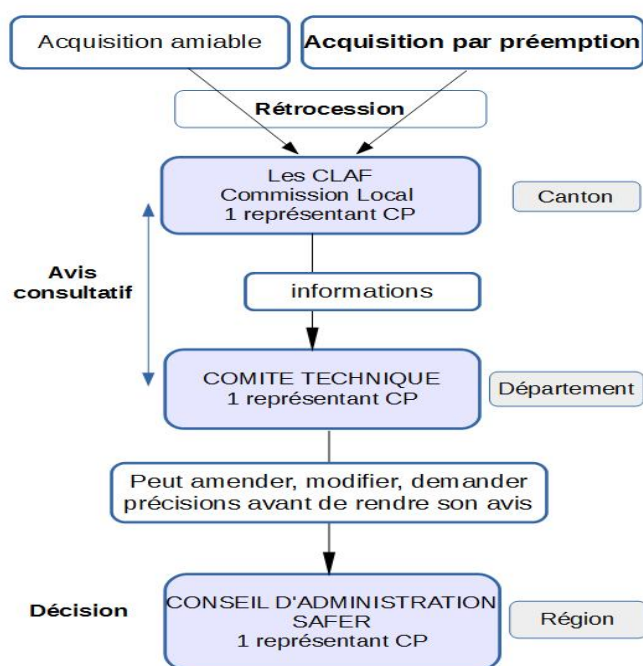 Acquisition amiable
Acquisition par préemption
Rétrocession
Les CLAF
Commission Local
1 représentant CP
Canton
Avis
consultatif
informations
COMITE TECHNIQUE
1 représentant CP
Département
Peut amender, modifier, demander
précisions avant de rendre son avis
Décision
CONSEIL D'ADMINISTRATION
SAFER
1 représentant CP
Région